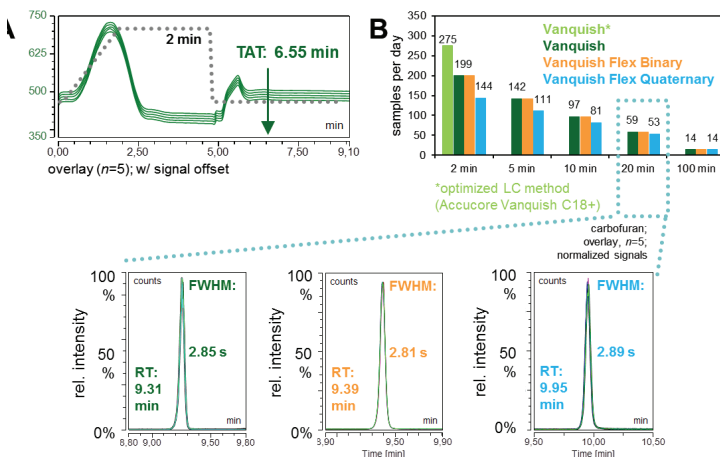 A
750
625
500
350
2 min
TAT: 6.55 min
min
0,00
2,50
5,00
7,50
9,10
overlay (n=5); w/ signal offset
B
samples per day
350
300
250
200
150
100
50
0
Vanquish*
Vanquish
Vanquish Flex Binary
Vanquish Flex Quaternary
275
199
144
142
111
97
81
59
53
14
14
2 min
5 min
10 min
20 min
100 min
*optimized LC method
(Accucore Vanquish C18+)
carbofuran;
overlay, n=5;
normalized signals
rel. intensity
100
%
50
%
0%
counts
FWHM:
2.85 s
RT:
9.31
min
min
8,80
9,00
9,50
9,80
rel. intensity
100
%
50
%
0%
counts
FWHM:
2.81 s
RT:
9.39
min
min
8,90
9,50
9,90
Time [min]
rel. intensity
100
%
50
%
0%
counts
FWHM:
2.89 s
RT:
9.95
min
min
9,50
10,00
10,50
Time [min]